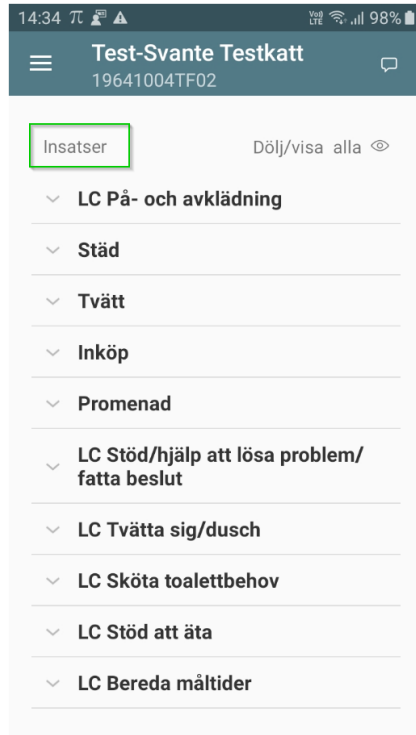 14:34 π VoD LTE 98%
Test-Svante Testkatt
19641004TF02
Insatser Dölj/visa alla
LC På- och avklädning
Städ
Tvätt
Inköp
Promenad
LC Stöd/hjälp att lösa problem/
fatta beslut
LC Tvätta sig/dusch
LC Sköta toalettbehov
LC Stöd att äta
LC Bereda måltider